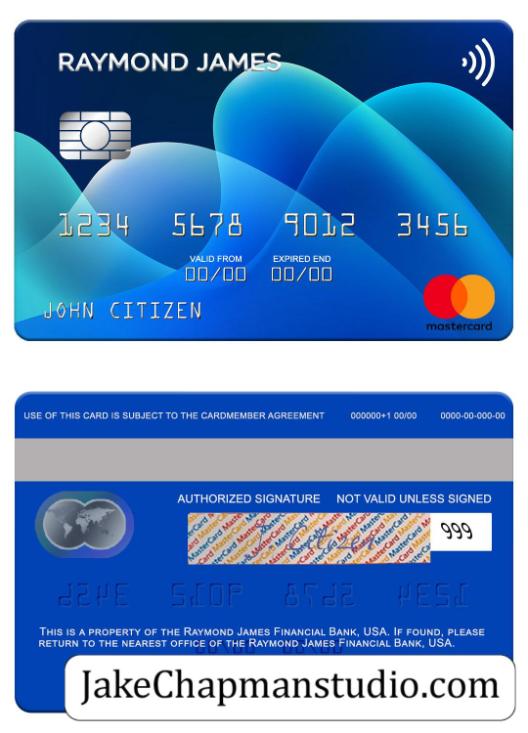 RAYMOND JAMES
1234 5678 9012 3456
VALID FROM EXPIRED END
00/00 00/00
JOHN CITIZEN
mastercard
USE OF THIS CARD IS SUBJECT TO THE CARDMEMBER AGREEMENT 000000+1 00/00 0000-00-000-00
AUTHORIZED SIGNATURE NOT VALID UNLESS SIGNED
J. Citizen 999
THIS IS A PROPERTY OF THE RAYMOND JAMES FINANCIAL BANK, USA. IF FOUND, PLEASE
RETURN TO THE NEAREST OFFICE OF THE RAYMOND JAMES FINANCIAL BANK, USA.
JakeChapmanstudio.com